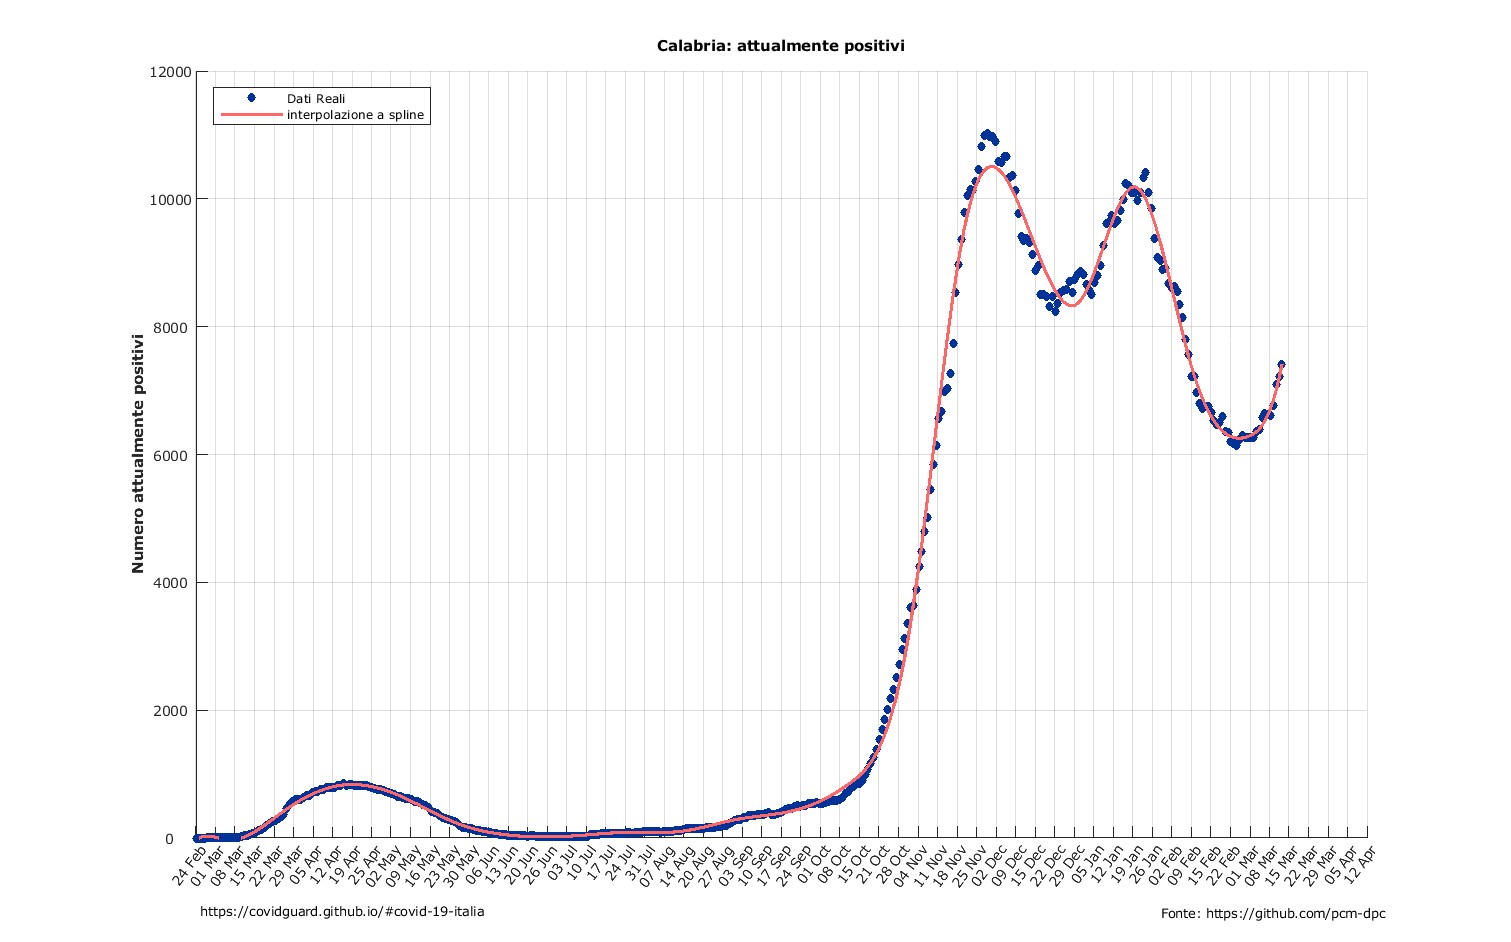 Calabria: attualmente positivi
12000
10000
8000
6000
4000
2000
0
Numero attualmente positivi
Dati Reali
interpolazione a spline
24 Feb
01 Mar
08 Mar
15 Mar
22 Mar
29 Mar
05 Apr
12 Apr
19 Apr
25 Apr
02 May
09 May
16 May
23 May
30 May
06 Jun
13 Jun
20 Jun
26 Jun
03 Jul
10 Jul
17 Jul
24 Jul
31 Jul
07 Aug
14 Aug
20 Aug
27 Aug
03 Sep
10 Sep
17 Sep
24 Sep
01 Oct
08 Oct
15 Oct
21 Oct
28 Oct
04 Nov
11 Nov
18 Nov
25 Nov
02 Dec
09 Dec
15 Dec
22 Dec
29 Dec
05 Jan
12 Jan
19 Jan
26 Jan
02 Feb
09 Feb
15 Feb
22 Feb
01 Mar
08 Mar
15 Mar
22 Mar
29 Mar
05 Apr
12 Apr
https://covidguard.github.io/#covid-19-italia
Fonte: https://github.com/pcm-dpc